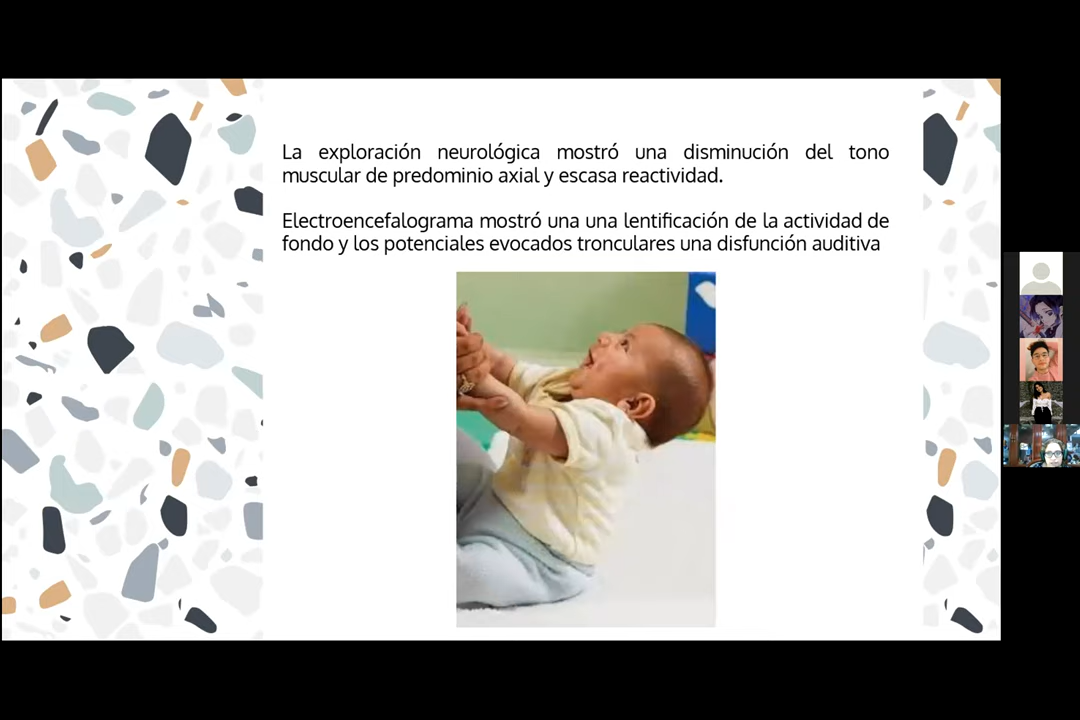 La exploración neurológica mostró una disminución del tono
muscular de predominio axial y escasa reactividad.
Electroencefalograma mostró una una lentificación de la actividad de
fondo y los potenciales evocados tronculares una disfunción auditiva